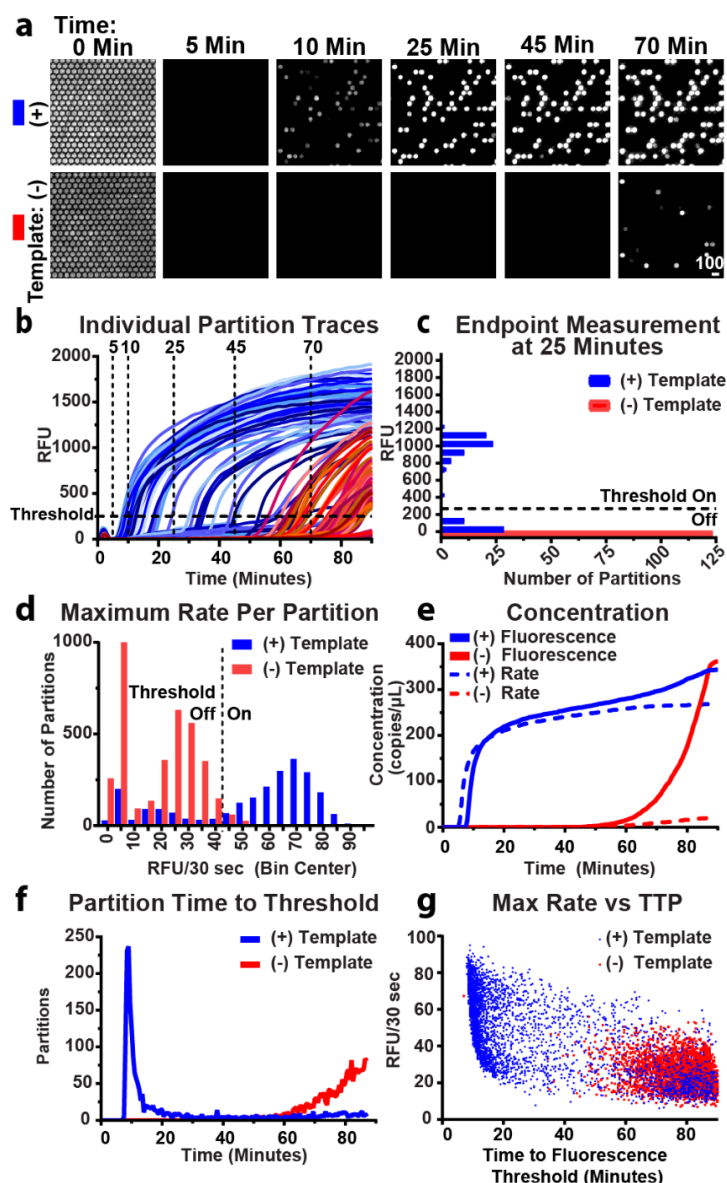 a Time:
0 Min 5 Min 10 Min 25 Min 45 Min 70 Min
(+)
Template: (-)
100
b Individual Partition Traces
5 10 25 45 70
2000
1500
1000
500
0
RFU
Threshold
0 20 40 60 80
Time (Minutes)
c Endpoint Measurement
at 25 Minutes
2000
1800
1600
1400
1200
1000
800
600
400
200
0
RFU
(+) Template
(-) Template
Threshold On
Off
0 25 50 75 100 125
Number of Partitions
d Maximum Rate Per Partition
1000
500
0
Number of Partitions
(+) Template
(-) Template
Threshold
Off On
0 10 20 30 40 50 60 70 80 90
RFU/30 sec (Bin Center)
e Concentration
400
300
200
100
0
Concentration
(copies/μL)
(+) Fluorescence
(-) Fluorescence
(+) Rate
(-) Rate
0 20 40 60 80
Time (Minutes)
f Partition Time to Threshold
250
200
150
100
50
0
Partitions
(+) Template
(-) Template
0 20 40 60 80
Time (Minutes)
g Max Rate vs TTP
100
80
60
40
20
0
RFU/30 sec
(+) Template
(-) Template
0 20 40 60 80
Time to Fluorescence
Threshold (Minutes)